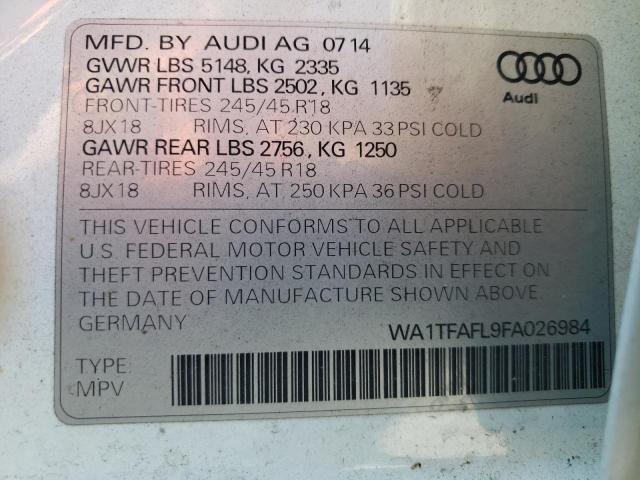 MFD. BY AUDI AG 0714
GVWR LBS 5148, KG 2335
GAWR FRONT LBS 2502, KG 1135
FRONT-TIRES 245/45 R18
8JX18 RIMS, AT 230 KPA 33 PSI COLD
GAWR REAR LBS 2756, KG 1250
REAR-TIRES 245/45 R18
8JX18 RIMS, AT 250 KPA 36 PSI COLD
Audi
THIS VEHICLE CONFORMS TO ALL APPLICABLE
U.S. FEDERAL MOTOR VEHICLE SAFETY AND
THEFT PREVENTION STANDARDS IN EFFECT ON
THE DATE OF MANUFACTURE SHOWN ABOVE.
GERMANY
WA1TFAFL9FA026984
TYPE:
MPV